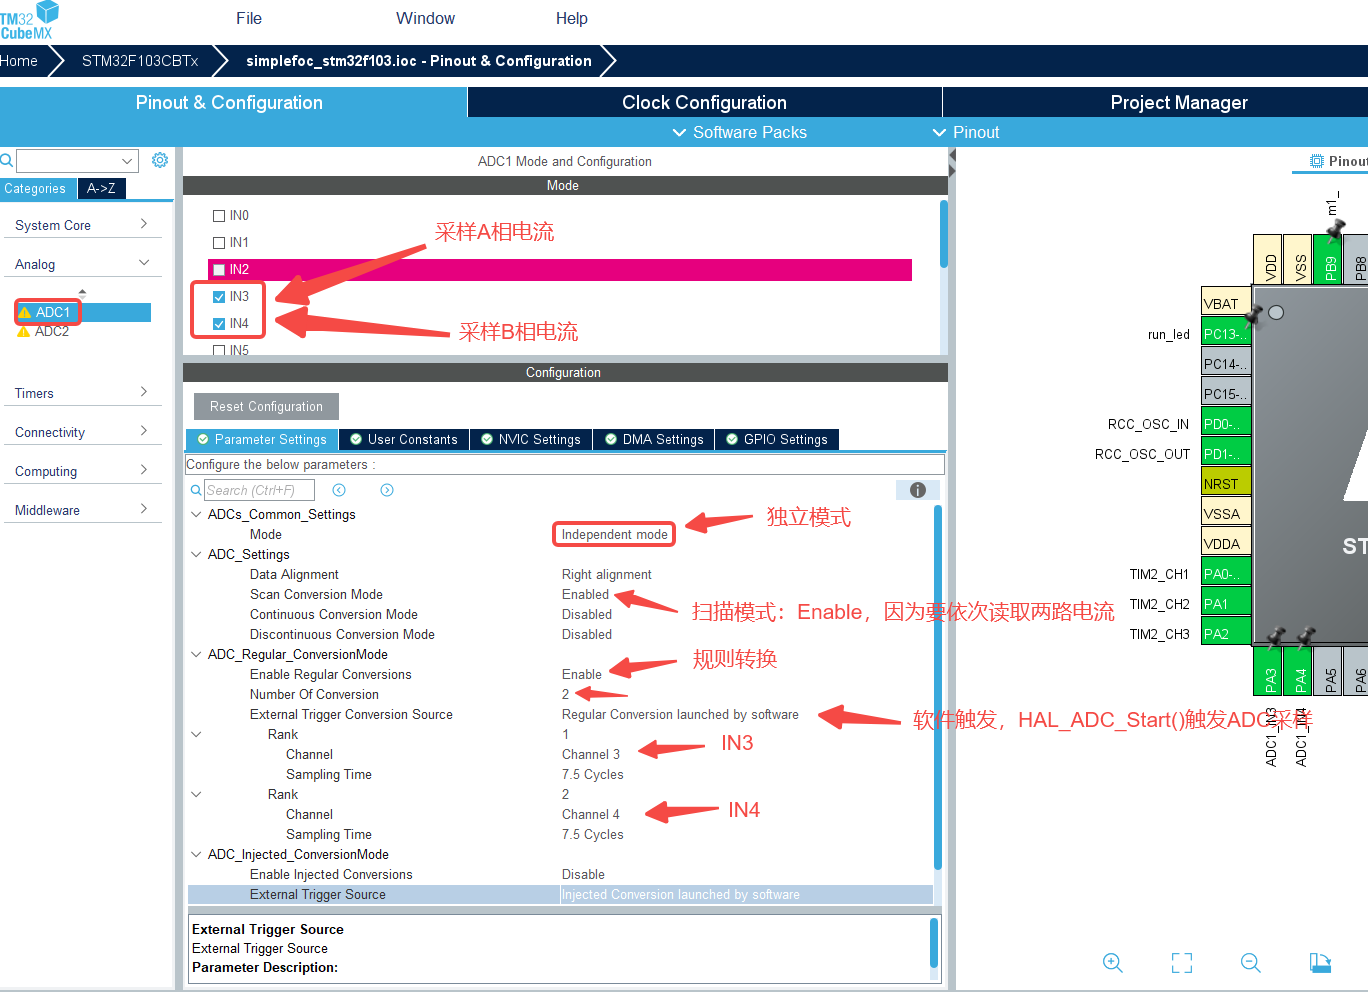 TM32
CubeMX
File
Window
Help
Home
STM32F103CBTx
simplefoc_stm32f103.ioc - Pinout & Configuration
Pinout & Configuration
Clock Configuration
Project Manager
Software Packs
Pinout
Categories
A->Z
System Core
Analog
ADC1
ADC2
Timers
Connectivity
Computing
Middleware
ADC1 Mode and Configuration
Mode
IN0
IN1
IN2
IN3
IN4
IN5
采样A相电流
采样B相电流
Configuration
Reset Configuration
Parameter Settings
User Constants
NVIC Settings
DMA Settings
GPIO Settings
Configure the below parameters :
Search (Ctrl+F)
ADCs_Common_Settings
Mode
Independent mode
独立模式
ADC_Settings
Data Alignment
Right alignment
Scan Conversion Mode
Enabled
扫描模式：Enable，因为要依次读取两路电流
Continuous Conversion Mode
Disabled
Discontinuous Conversion Mode
Disabled
ADC_Regular_ConversionMode
规则转换
Enable Regular Conversions
Enable
Number Of Conversion
2
External Trigger Conversion Source
Regular Conversion launched by software
软件触发，HAL_ADC_Start()触发ADC采样
Rank
1
Channel
Channel 3
IN3
Sampling Time
7.5 Cycles
Rank
2
Channel
Channel 4
IN4
Sampling Time
7.5 Cycles
ADC_Injected_ConversionMode
Enable Injected Conversions
Disable
External Trigger Source
Injected Conversion launched by software
External Trigger Source
External Trigger Source
Parameter Description:
Pinout
m1_
VDD
VSS
PB9
PB8
VBAT
run_led
PC13-..
PC14-..
PC15-..
RCC_OSC_IN
PD0-..
RCC_OSC_OUT
PD1-..
NRST
VSSA
VDDA
ST
TIM2_CH1
PA0-..
TIM2_CH2
PA1
TIM2_CH3
PA2
PA3
PA4
PA5
PA6
ADC1_IN3
ADC1_IN4